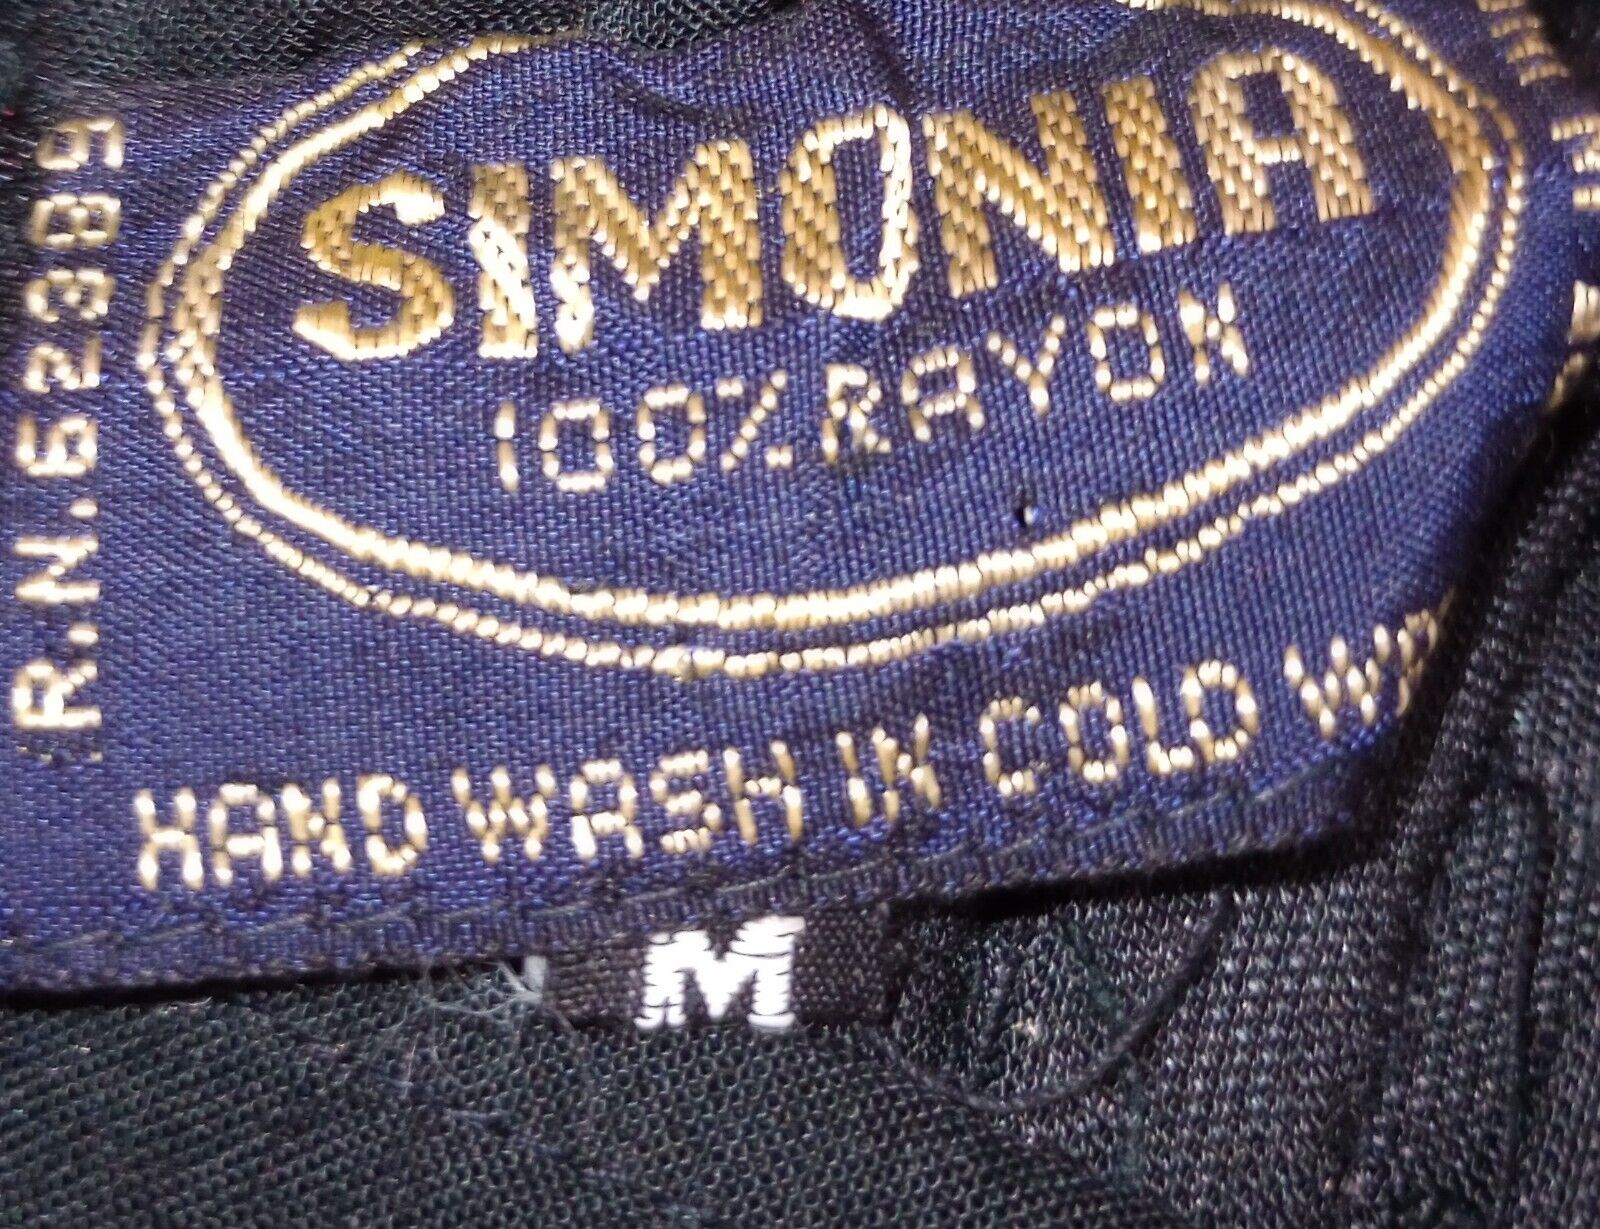 SIMONIA
100% RAYON
R.N. 62389
HAND WASH IN COLD
M